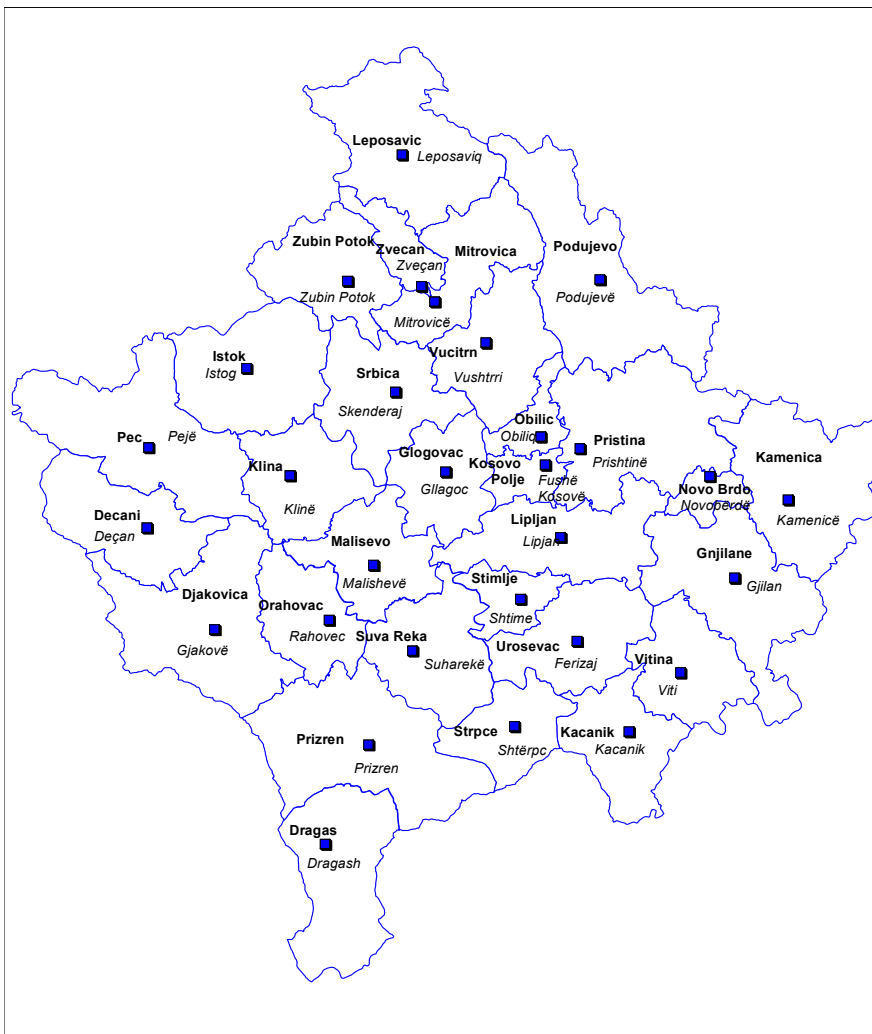 Leposavic
Leposaviq
Zubin Potok
Zubin Potok
Zvecan
Zveçan
Mitrovica
Mitrovicë
Podujevo
Podujevë
Istok
Istog
Srbica
Skenderaj
Vucitrn
Vushtrri
Pec
Pejë
Klina
Klinë
Glogovac
Gllagoc
Obilic
Obiliq
Kosovo
Polje
Fushë
Kosovë
Pristina
Prishtinë
Novo Brdo
Novobërdë
Kamenica
Kamenicë
Decani
Deçan
Malisevo
Malishevë
Lipljan
Lipjan
Gnjilane
Gjilan
Djakovica
Gjakovë
Orahovac
Rahovec
Suva Reka
Suharekë
Stimlje
Shtime
Urosevac
Ferizaj
Vitina
Viti
Prizren
Prizren
Strpce
Shtërpc
Kacanik
Kacanik
Dragas
Dragash